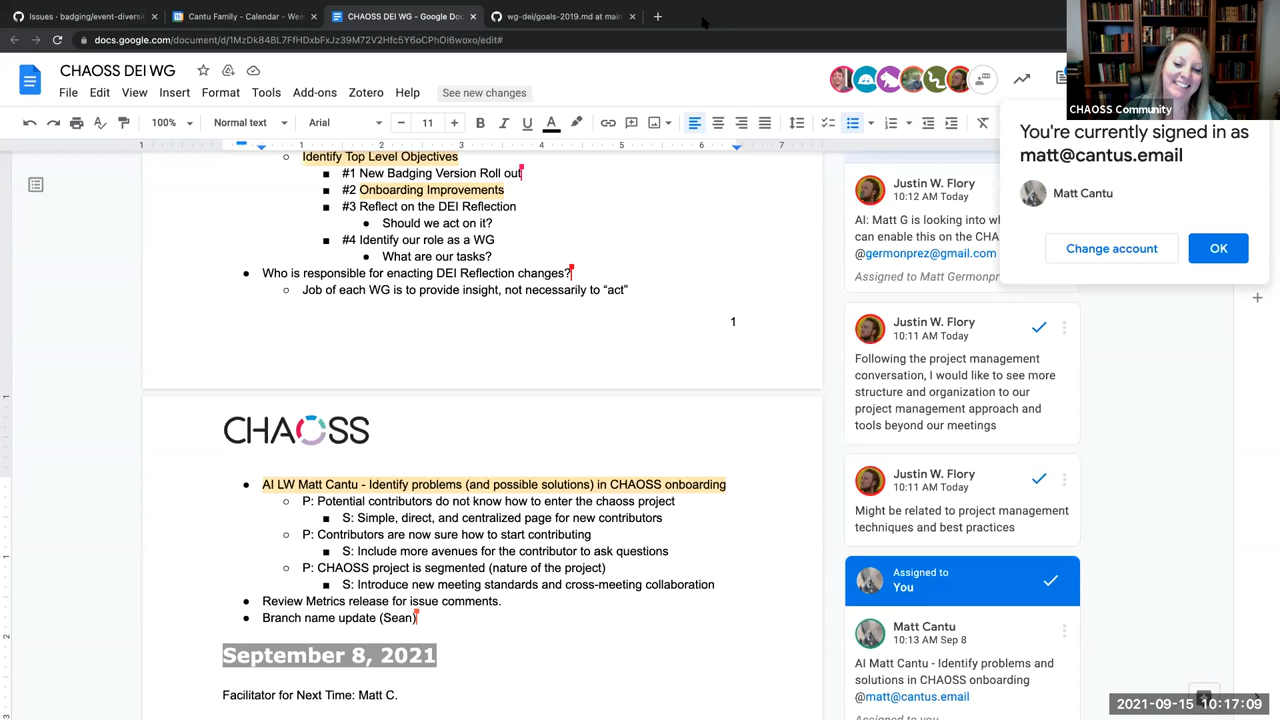 Issues · badging/event-diversi
Cantu Family - Calendar - Wee
CHAOSS DEI WG - Google Doc
wg-dei/goals-2019.md at main
docs.google.com/document/d/1MzDk84BL7FfHDxbFxJz39M72V2Hfc5Y6oCPhOl6woxo/edit#
CHAOSS DEI WG
File Edit View Insert Format Tools Add-ons Zotero Help See new changes
100% Normal text Arial 11
CHAOSS Community
You're currently signed in as
matt@cantus.email
Matt Cantu
Change account OK
1 1 2 3 4 5 6 7
Identify Top Level Objectives
#1 New Badging Version Roll out
#2 Onboarding Improvements
#3 Reflect on the DEI Reflection
Should we act on it?
#4 Identify our role as a WG
What are our tasks?
Who is responsible for enacting DEI Reflection changes?
Job of each WG is to provide insight, not necessarily to “act”
1
CHAOSS
AI LW Matt Cantu - Identify problems (and possible solutions) in CHAOSS onboarding
P: Potential contributors do not know how to enter the chaoss project
S: Simple, direct, and centralized page for new contributors
P: Contributors are now sure how to start contributing
S: Include more avenues for the contributor to ask questions
P: CHAOSS project is segmented (nature of the project)
S: Introduce new meeting standards and cross-meeting collaboration
Review Metrics release for issue comments.
Branch name update (Sean)
September 8, 2021
Facilitator for Next Time: Matt C.
Justin W. Flory
10:12 AM Today
AI: Matt G is looking into wh
can enable this on the CHA
@germonprez@gmail.com
Assigned to Matt Germonpr
Justin W. Flory
10:11 AM Today
Following the project management
conversation, I would like to see more
structure and organization to our
project management approach and
tools beyond our meetings
Justin W. Flory
10:11 AM Today
Might be related to project management
techniques and best practices
Assigned to
You
Matt Cantu
10:13 AM Sep 8
AI Matt Cantu - Identify problems and
solutions in CHAOSS onboarding
@matt@cantus.email
Assigned to you
2021-09-15 10:17:09